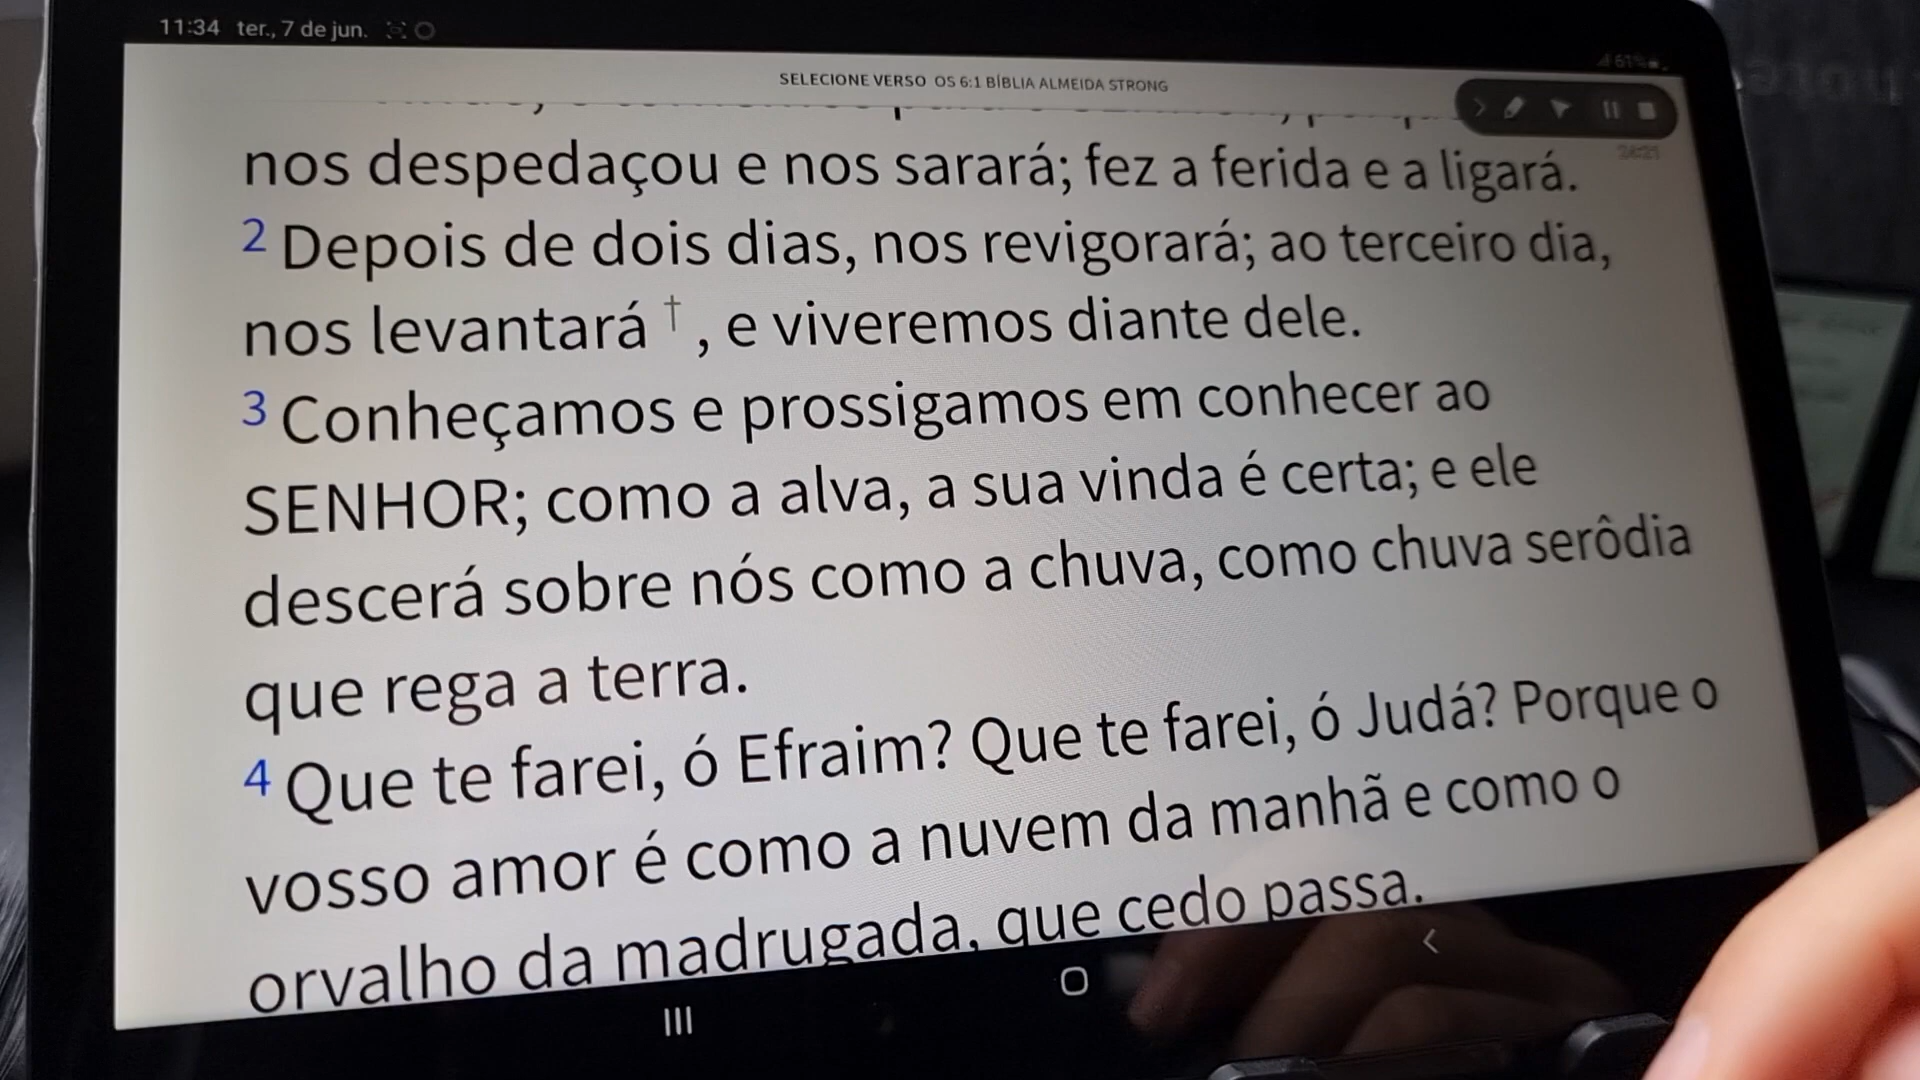 11:34 ter., 7 de jun.
61%
SELECIONE VERSO OS 6:1 BÍBLIA ALMEIDA STRONG
nos despedaçou e nos sarará; fez a ferida e a ligará.
2 Depois de dois dias, nos revigorará; ao terceiro dia,
nos levantará † , e viveremos diante dele.
3 Conheçamos e prossigamos em conhecer ao
SENHOR; como a alva, a sua vinda é certa; e ele
descerá sobre nós como a chuva, como chuva serôdia
que rega a terra.
4 Que te farei, ó Efraim? Que te farei, ó Judá? Porque o
vosso amor é como a nuvem da manhã e como o
orvalho da madrugada, que cedo passa.